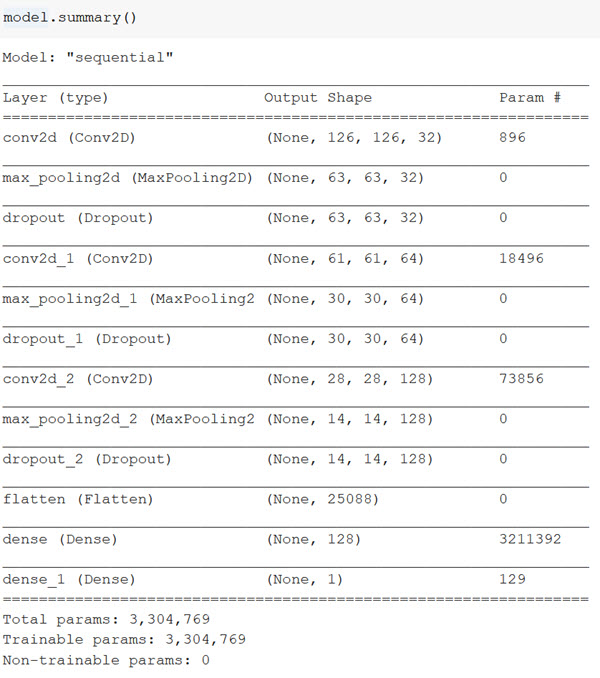 model.summary()
Model: "sequential"
Layer (type) Output Shape Param #
conv2d (Conv2D) (None, 126, 126, 32) 896
max_pooling2d (MaxPooling2D) (None, 63, 63, 32) 0
dropout (Dropout) (None, 63, 63, 32) 0
conv2d_1 (Conv2D) (None, 61, 61, 64) 18496
max_pooling2d_1 (MaxPooling2 (None, 30, 30, 64) 0
dropout_1 (Dropout) (None, 30, 30, 64) 0
conv2d_2 (Conv2D) (None, 28, 28, 128) 73856
max_pooling2d_2 (MaxPooling2 (None, 14, 14, 128) 0
dropout_2 (Dropout) (None, 14, 14, 128) 0
flatten (Flatten) (None, 25088) 0
dense (Dense) (None, 128) 3211392
dense_1 (Dense) (None, 1) 129
Total params: 3,304,769
Trainable params: 3,304,769
Non-trainable params: 0